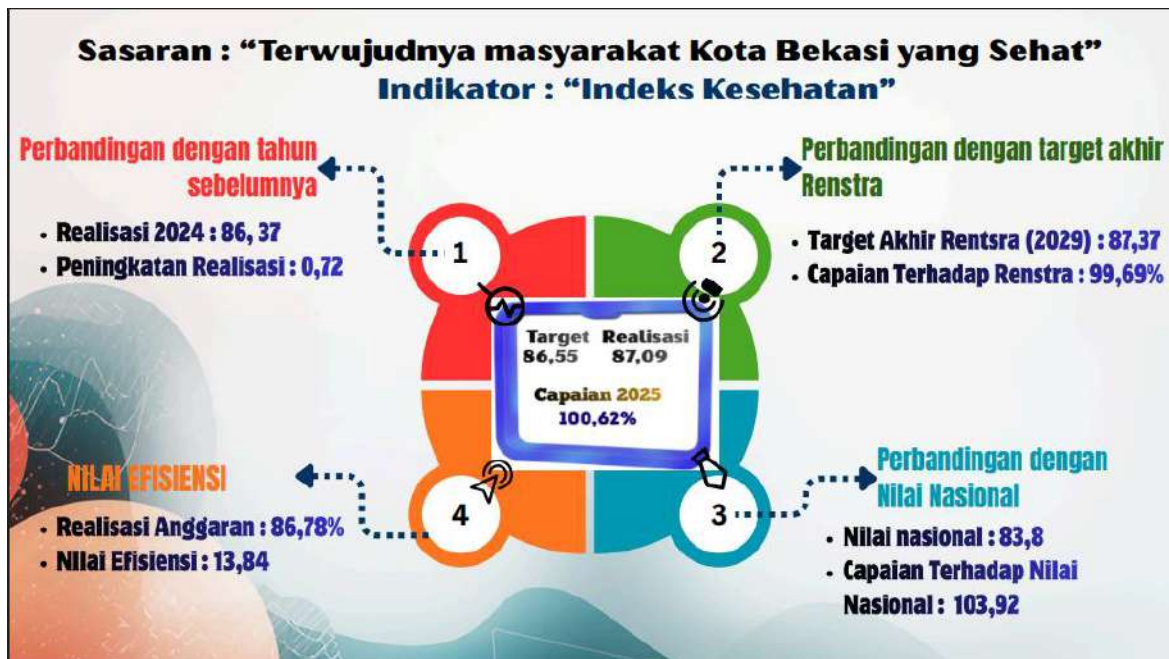 Sasaran : “Terwujudnya masyarakat Kota Bekasi yang Sehat”
Indikator : “Indeks Kesehatan”
Perbandingan dengan tahun
sebelumnya
• Realisasi 2024 : 86, 37
• Peningkatan Realisasi : 0,72
1
2
Perbandingan dengan target akhir
Renstra
• Target Akhir Rentsra (2029) : 87,37
• Capaian Terhadap Renstra : 99,69%
Target Realisasi
86,55 87,09
Capaian 2025
100,62%
NILAI EFISIENSI
• Realisasi Anggaran : 86,78%
• NIlai Efisiensi : 13,84
4
3
Perbandingan dengan
Nilai Nasional
• Nilai nasional : 83,8
• Capaian Terhadap Nilai
Nasional : 103,92